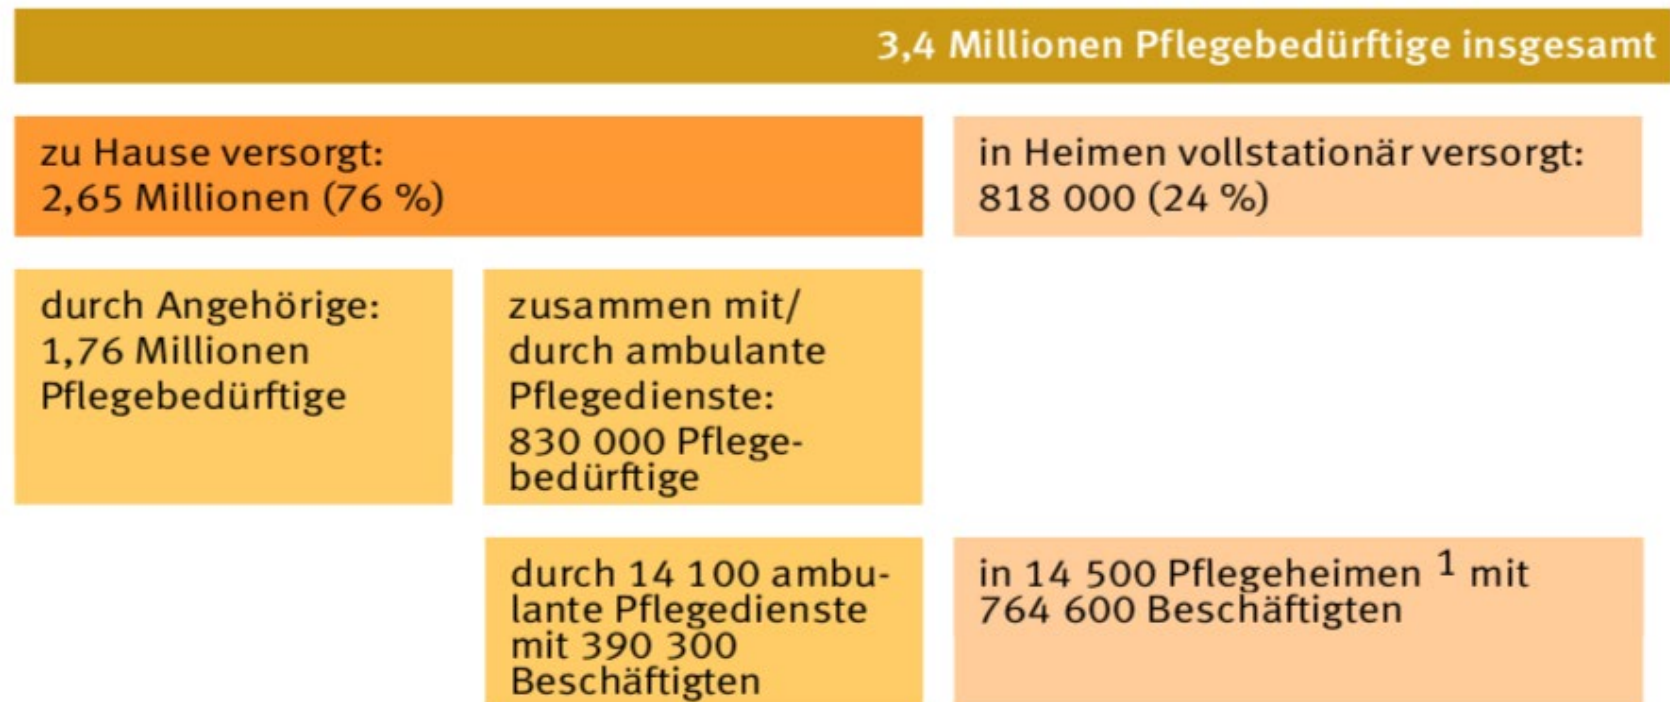 3,4 Millionen Pflegebedürftige insgesamt
zu Hause versorgt:
2,65 Millionen (76 %)
in Heimen vollstationär versorgt:
818 000 (24 %)
durch Angehörige:
1,76 Millionen
Pflegebedürftige
zusammen mit/
durch ambulante
Pflegedienste:
830 000 Pflege-
bedürftige
durch 14 100 ambu-
lante Pflegedienste
mit 390 300
Beschäftigten
in 14 500 Pflegeheimen 1 mit
764 600 Beschäftigten